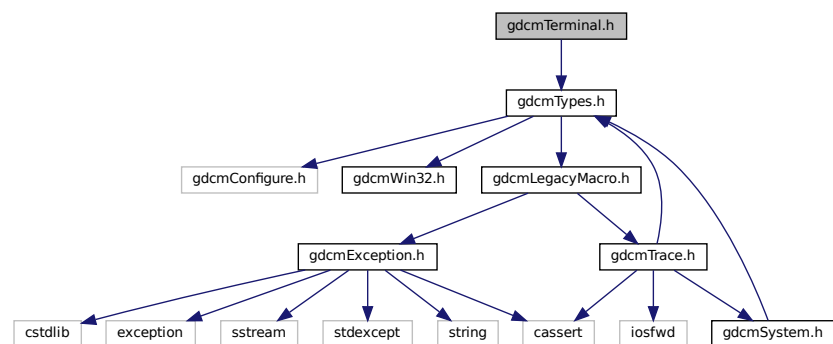 gdcmTerminal.h
gdcmTypes.h
gdcmConfigure.h
gdcmWin32.h
gdcmLegacyMacro.h
gdcmException.h
gdcmTrace.h
cstdlib
exception
sstream
stdexcept
string
cassert
iosfwd
gdcmSystem.h